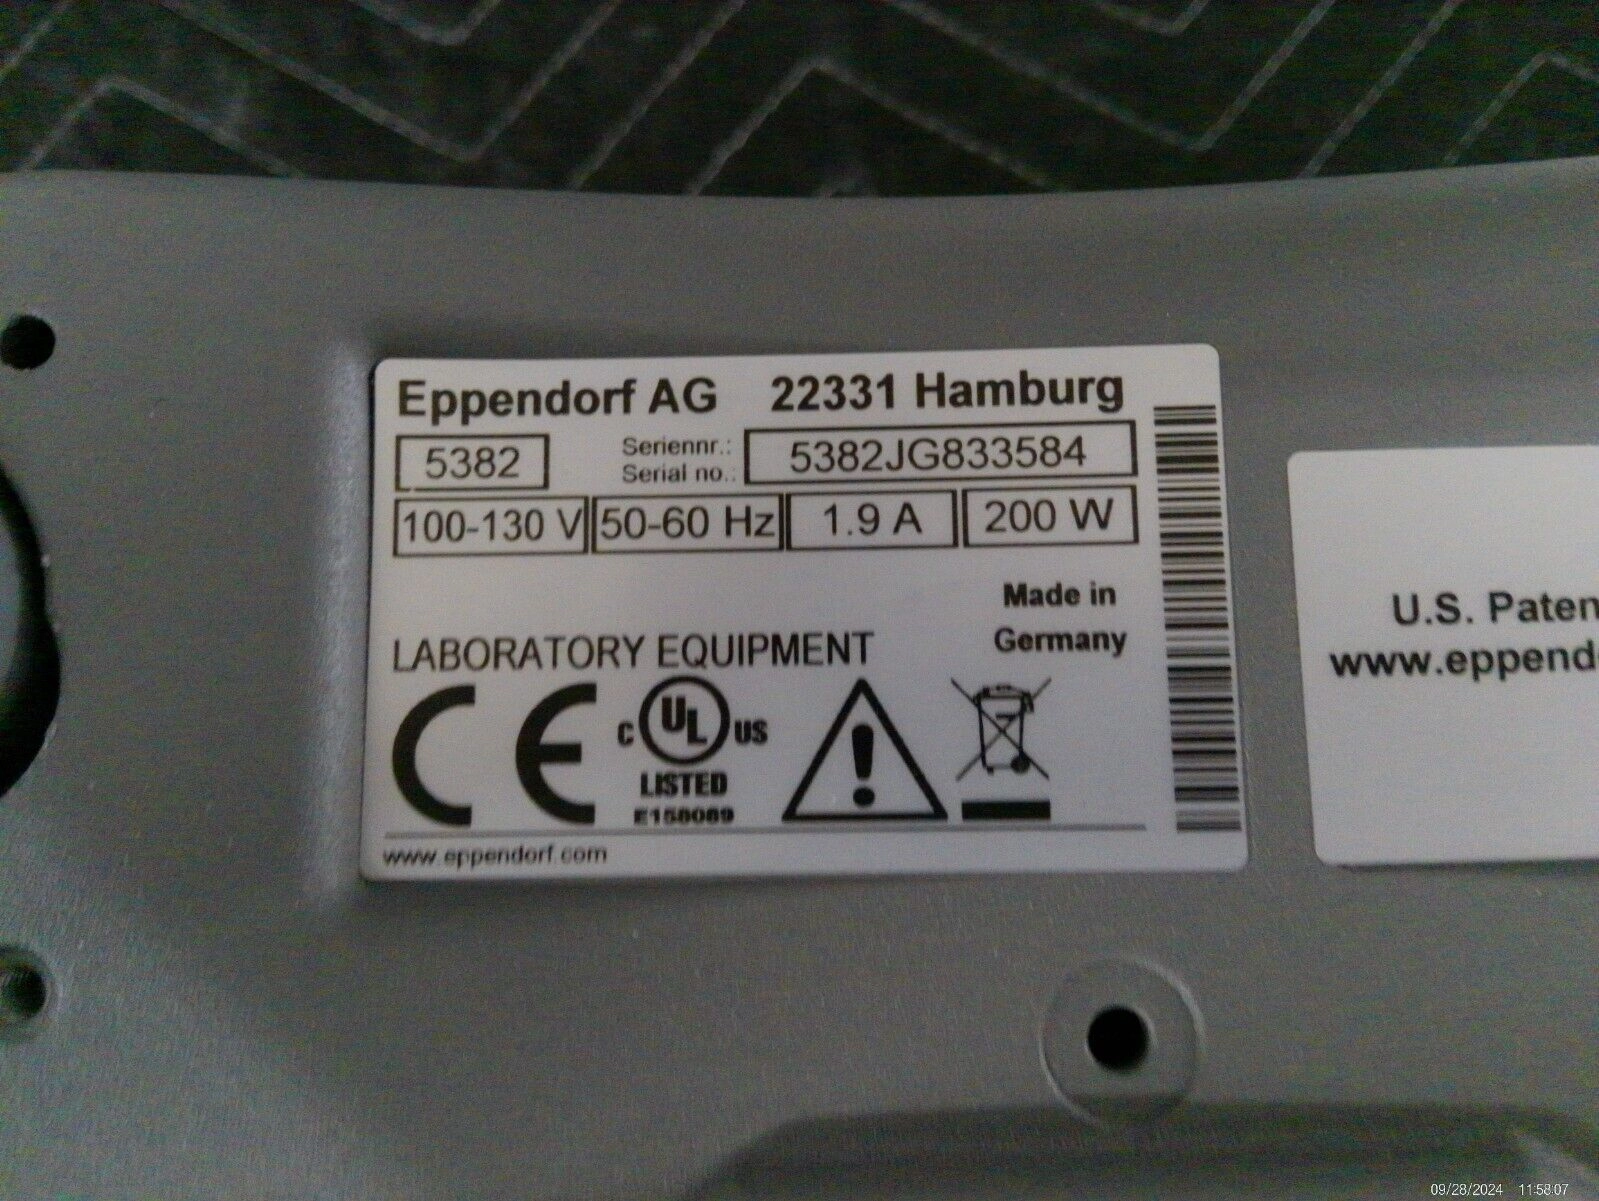 Eppendorf AG 22331 Hamburg
5382 Seriennr.: 5382JG833584
Serial no.:
100-130 V 50-60 Hz 1.9 A 200 W
Made in
Germany
LABORATORY EQUIPMENT
CE C UL US
LISTED
E158089
www.eppendorf.com
U.S. Paten
www.eppend
09/28/2024 11:58:07